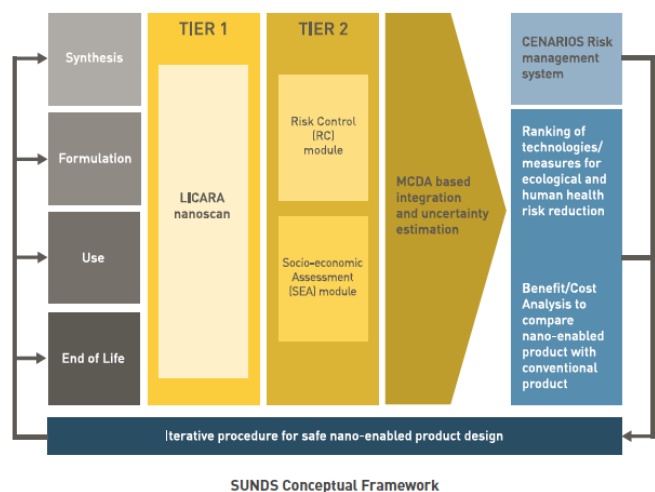 Synthesis
Formulation
Use
End of Life
TIER 1
LICARA
nanoscan
TIER 2
Risk Control
(RC)
module
Socio-economic
Assessment
(SEA) module
MCDA based
integration
and uncertainty
estimation
CENARIOS Risk
management
system
Ranking of
technologies/
measures for
ecological and
human health
risk reduction
Benefit/Cost
Analysis to
compare
nano-enabled
product with
conventional
product
Iterative procedure for safe nano-enabled product design
SUNDS Conceptual Framework